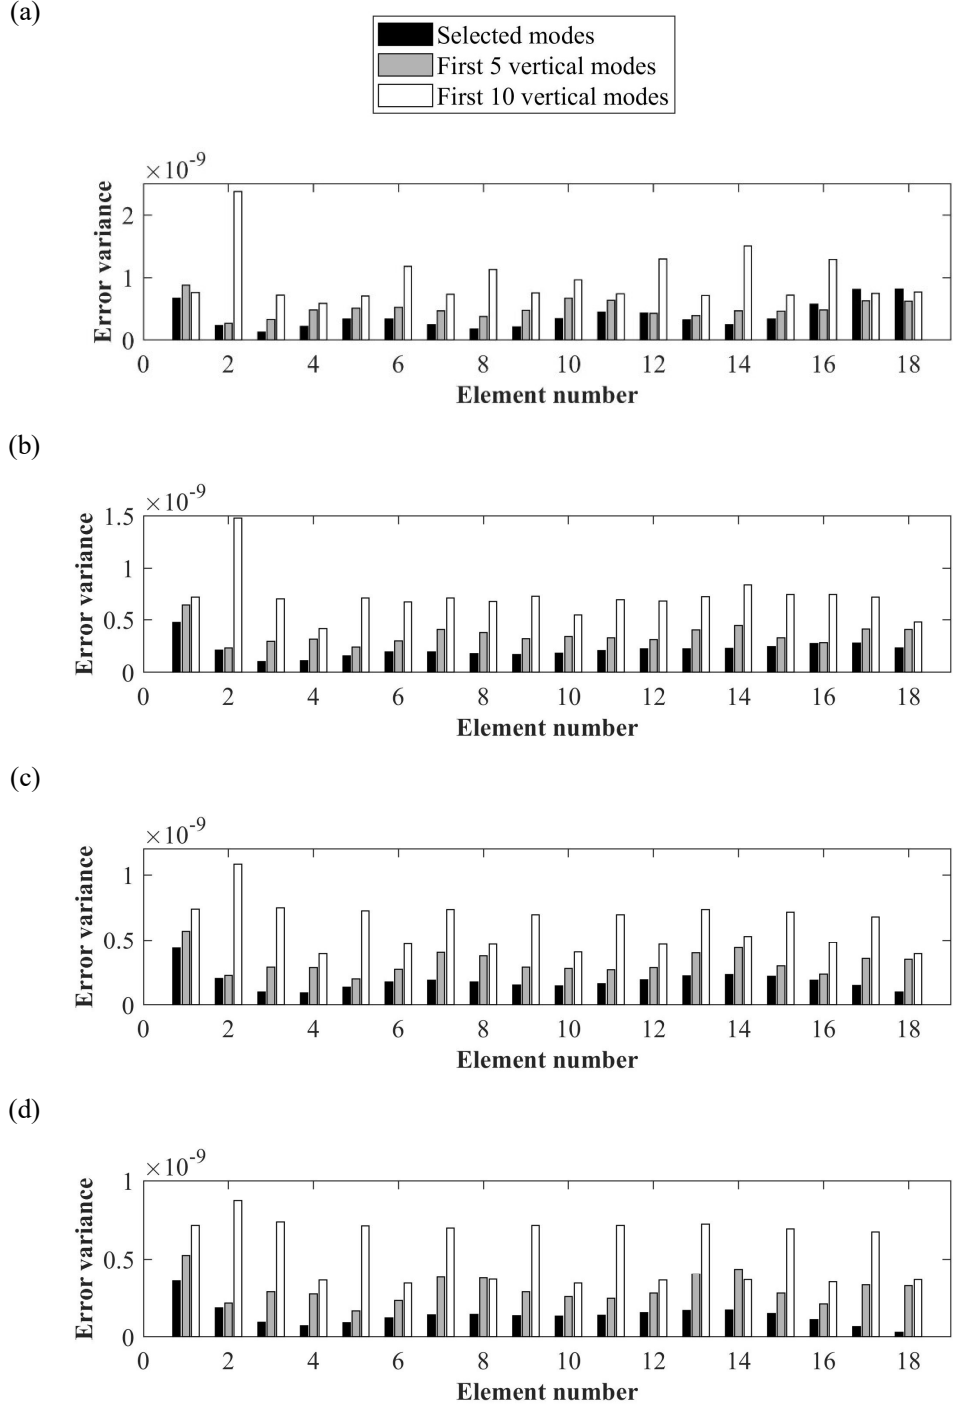 (a)
Selected modes
First 5 vertical modes
First 10 vertical modes
×10⁻⁹
Error variance
2
1
0
0 2 4 6 8 10 12 14 16 18
Element number
(b)
×10⁻⁹
Error variance
1.5
1
0.5
0
0 2 4 6 8 10 12 14 16 18
Element number
(c)
×10⁻⁹
Error variance
1
0.5
0
0 2 4 6 8 10 12 14 16 18
Element number
(d)
×10⁻⁹
Error variance
1
0.5
0
0 2 4 6 8 10 12 14 16 18
Element number